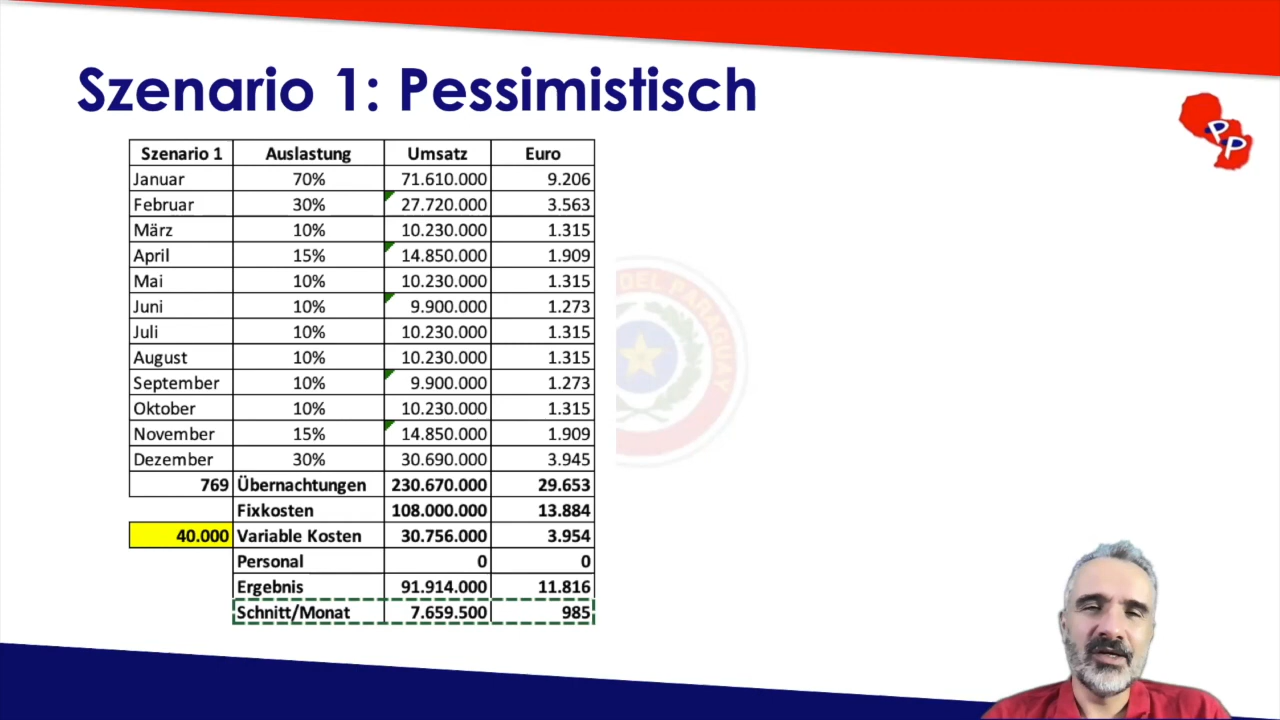 Szenario 1: Pessimistisch
PP
Szenario 1 Auslastung Umsatz Euro
Januar 70% 71.610.000 9.206
Februar 30% 27.720.000 3.563
März 10% 10.230.000 1.315
April 15% 14.850.000 1.909
Mai 10% 10.230.000 1.315
Juni 10% 9.900.000 1.273
Juli 10% 10.230.000 1.315
August 10% 10.230.000 1.315
September 10% 9.900.000 1.273
Oktober 10% 10.230.000 1.315
November 15% 14.850.000 1.909
Dezember 30% 30.690.000 3.945
769 Übernachtungen 230.670.000 29.653
Fixkosten 108.000.000 13.884
40.000 Variable Kosten 30.756.000 3.954
Personal 0 0
Ergebnis 91.914.000 11.816
Schnitt/Monat 7.659.500 985
DEL PARAGUAY